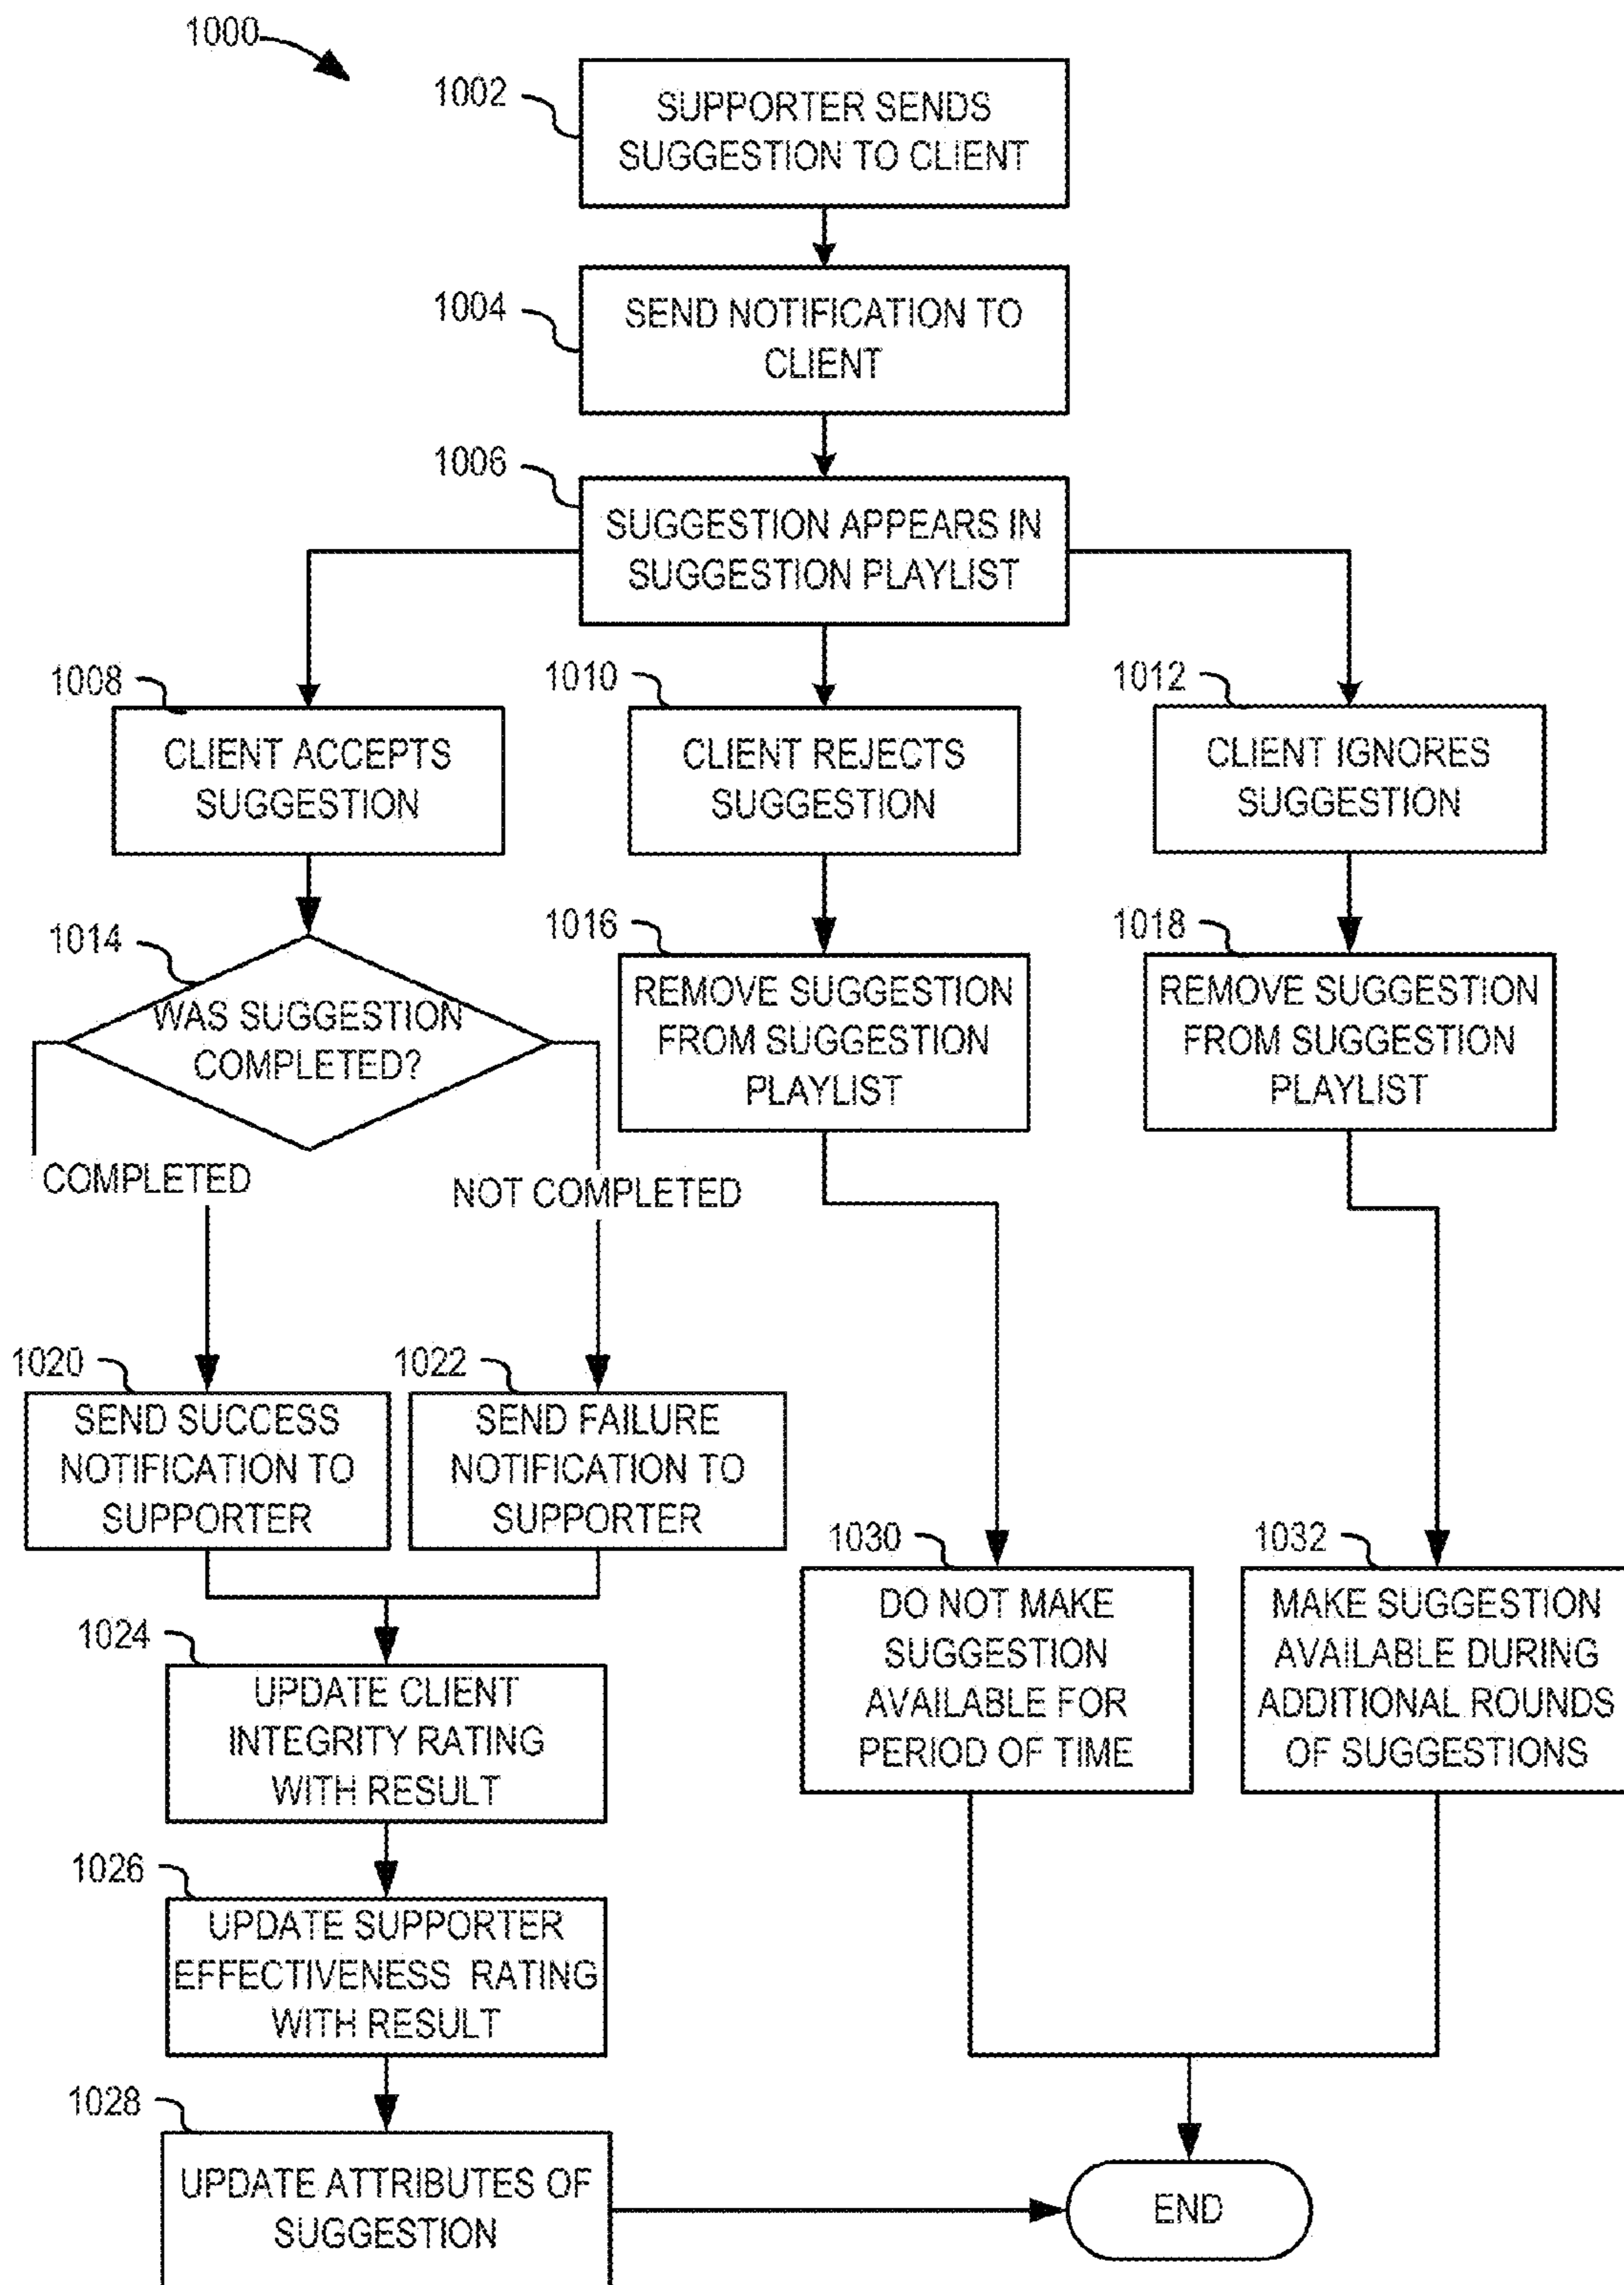 1000
1002
SUPPORTER SENDS
SUGGESTION TO CLIENT
1004
SEND NOTIFICATION TO
CLIENT
1006
SUGGESTION APPEARS IN
SUGGESTION PLAYLIST
1008
CLIENT ACCEPTS
SUGGESTION
1010
CLIENT REJECTS
SUGGESTION
1012
CLIENT IGNORES
SUGGESTION
1014
WAS SUGGESTION
COMPLETED?
1016
REMOVE SUGGESTION
FROM SUGGESTION
PLAYLIST
1018
REMOVE SUGGESTION
FROM SUGGESTION
PLAYLIST
COMPLETED
NOT COMPLETED
1020
SEND SUCCESS
NOTIFICATION TO
SUPPORTER
1022
SEND FAILURE
NOTIFICATION TO
SUPPORTER
1030
DO NOT MAKE
SUGGESTION
AVAILABLE FOR
PERIOD OF TIME
1032
MAKE SUGGESTION
AVAILABLE DURING
ADDITIONAL ROUNDS
OF SUGGESTIONS
1024
UPDATE CLIENT
INTEGRITY RATING
WITH RESULT
1026
UPDATE SUPPORTER
EFFECTIVENESS RATING
WITH RESULT
1028
UPDATE ATTRIBUTES OF
SUGGESTION
END